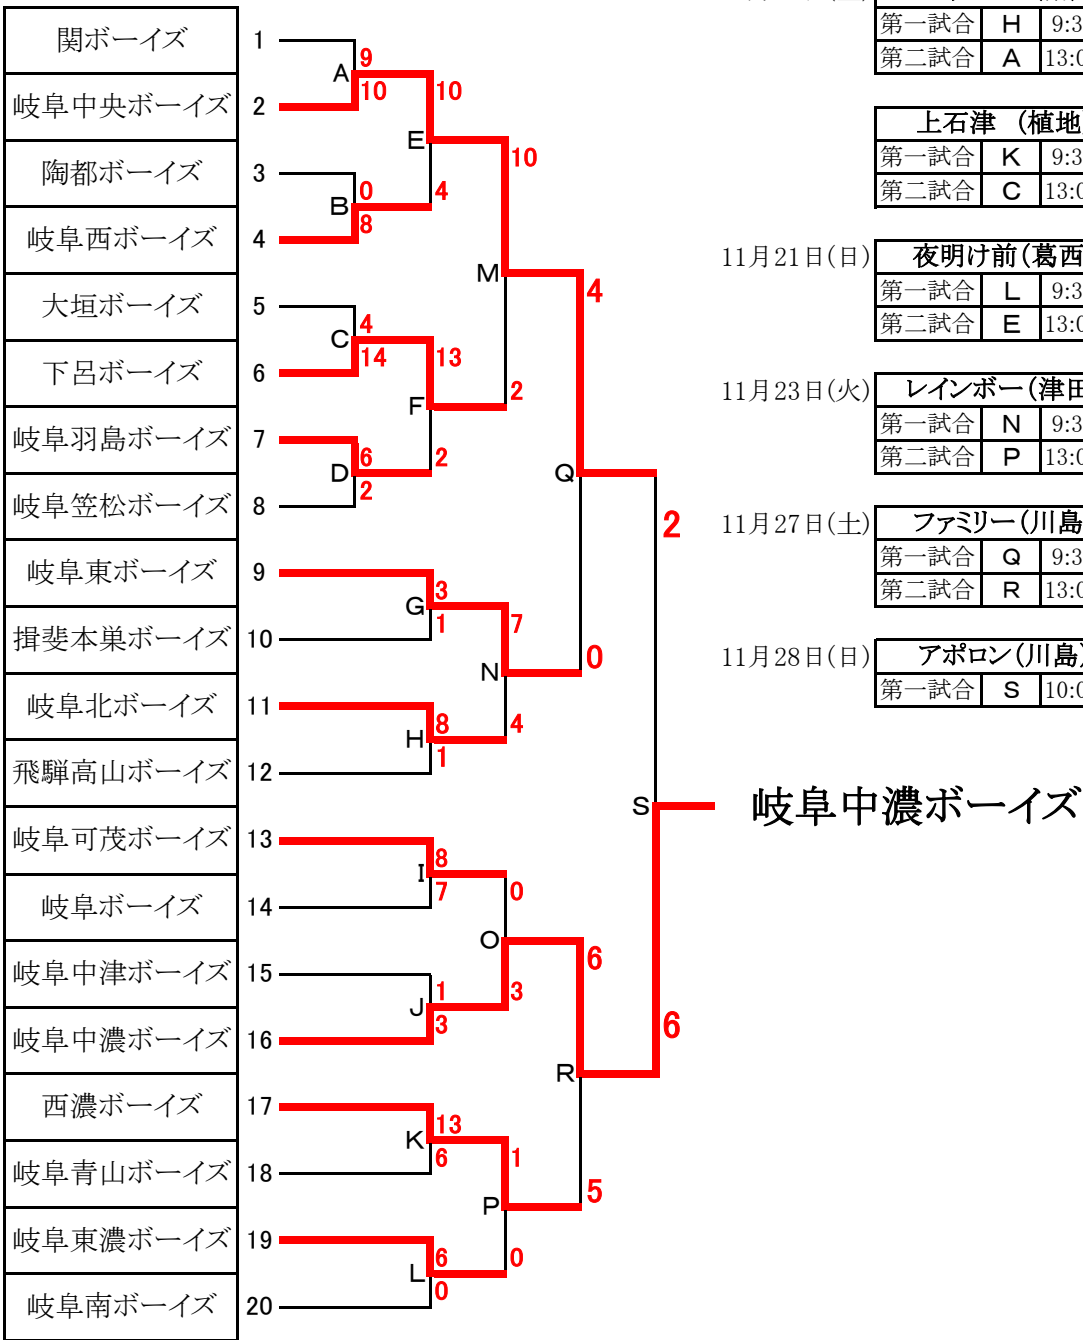 関ボーイズ 1
9
A
10 10
岐阜中央ボーイズ 2
E
10
陶都ボーイズ 3
0 4
B
8
岐阜西ボーイズ 4
M
4
大垣ボーイズ 5
4
C
14 13
下呂ボーイズ 6
2
F
岐阜羽島ボーイズ 7
6 2
D
2
Q
岐阜笠松ボーイズ 8
2
岐阜東ボーイズ 9
3
G
1 7
揖斐本巣ボーイズ 10
0
N
岐阜北ボーイズ 11
8 4
H
1
飛騨高山ボーイズ 12
S
岐阜中濃ボーイズ
岐阜可茂ボーイズ 13
8
I
7 0
岐阜ボーイズ 14
O
6
岐阜中津ボーイズ 15
1 3
J
3
6
岐阜中濃ボーイズ 16
R
西濃ボーイズ 17
13
K
6 1
岐阜青山ボーイズ 18
5
P
岐阜東濃ボーイズ 19
6 0
L
0
岐阜南ボーイズ 20
第一試合 H 9:3
第二試合 A 13:0
上石津 (植地
第一試合 K 9:3
第二試合 C 13:0
11月21日(日) 夜明け前(葛西
第一試合 L 9:3
第二試合 E 13:0
11月23日(火) レインボー(津田
第一試合 N 9:3
第二試合 P 13:0
11月27日(土) ファミリー(川島
第一試合 Q 9:3
第二試合 R 13:0
11月28日(日) アポロン(川島)
第一試合 S 10:0